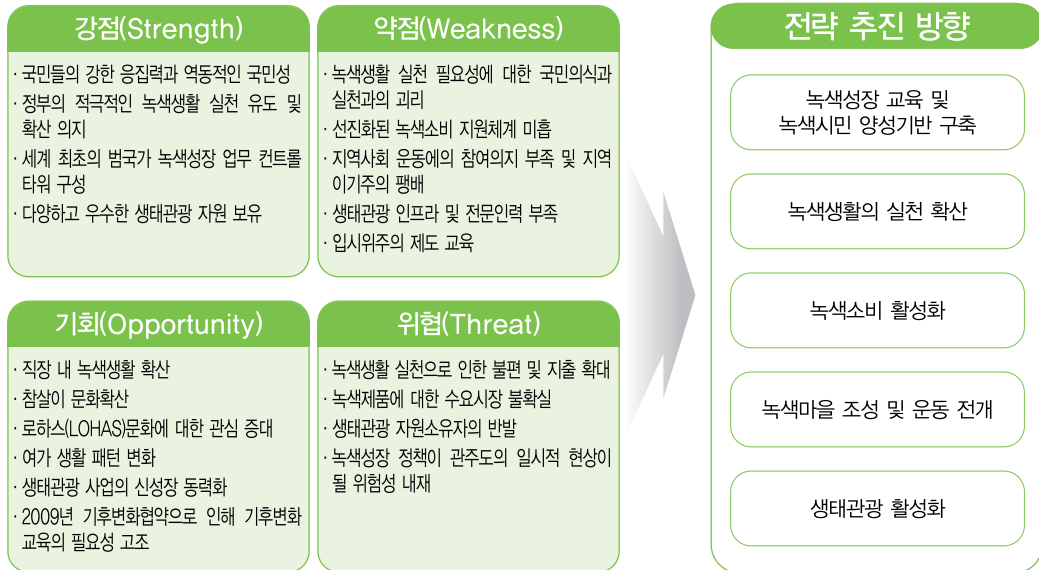 강점(Strength)
· 국민들의 강한 응집력과 역동적인 국민성
· 정부의 적극적인 녹색생활 실천 유도 및
확산 의지
· 세계 최초의 범국가 녹색성장 업무 컨트롤
타워 구성
· 다양하고 우수한 생태관광 자원 보유
약점(Weakness)
· 녹색생활 실천 필요성에 대한 국민의식과
실천과의 괴리
· 선진화된 녹색소비 지원체계 미흡
· 지역사회 운동에의 참여의지 부족 및 지역
이기주의 팽배
· 생태관광 인프라 및 전문인력 부족
· 입시위주의 제도 교육
기회(Opportunity)
· 직장 내 녹색생활 확산
· 참살이 문화확산
· 로하스(LOHAS)문화에 대한 관심 증대
· 여가 생활 패턴 변화
· 생태관광 사업의 신성장 동력화
· 2009년 기후변화협약으로 인해 기후변화
교육의 필요성 고조
위협(Threat)
· 녹색생활 실천으로 인한 불편 및 지출 확대
· 녹색제품에 대한 수요시장 불확실
· 생태관광 자원소유자의 반발
· 녹색성장 정책이 관주도의 일시적 현상이
될 위험성 내재
전략 추진 방향
녹색성장 교육 및
녹색시민 양성기반 구축
녹색생활의 실천 확산
녹색소비 활성화
녹색마을 조성 및 운동 전개
생태관광 활성화